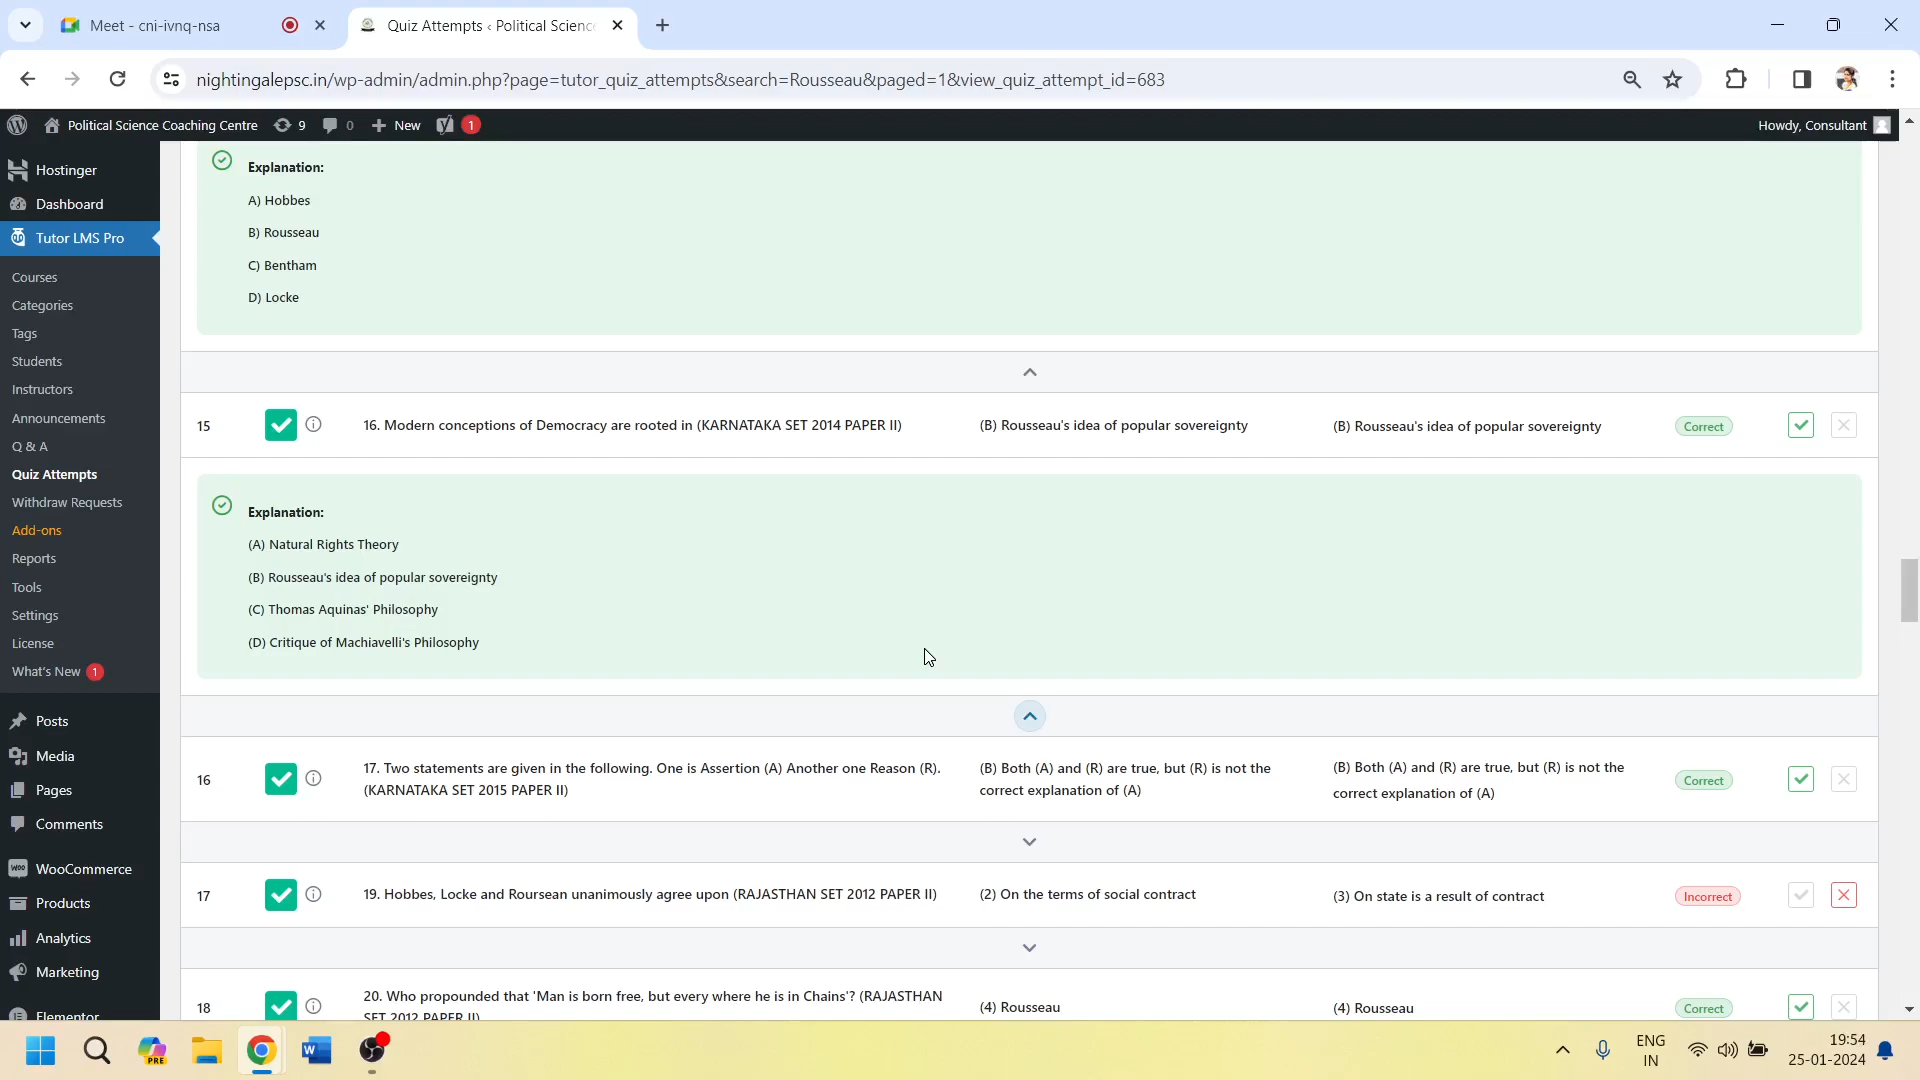 Meet - cni-ivnq-nsa
Quiz Attempts ‹ Political Science
nightingalepsc.in/wp-admin/admin.php?page=tutor_quiz_attempts&search=Rousseau&paged=1&view_quiz_attempt_id=683
Political Science Coaching Centre
9
0
New
1
Howdy, Consultant
Hostinger
Dashboard
Tutor LMS Pro
Courses
Categories
Tags
Students
Instructors
Announcements
Q & A
Quiz Attempts
Withdraw Requests
Add-ons
Reports
Tools
Settings
License
What's New 1
Posts
Media
Pages
Comments
WooCommerce
Products
Analytics
Marketing
Elementor
Explanation:
A) Hobbes
B) Rousseau
C) Bentham
D) Locke
15
16. Modern conceptions of Democracy are rooted in (KARNATAKA SET 2014 PAPER II)
(B) Rousseau's idea of popular sovereignty
(B) Rousseau's idea of popular sovereignty
Correct
Explanation:
(A) Natural Rights Theory
(B) Rousseau's idea of popular sovereignty
(C) Thomas Aquinas' Philosophy
(D) Critique of Machiavelli's Philosophy
16
17. Two statements are given in the following. One is Assertion (A) Another one Reason (R).
(KARNATAKA SET 2015 PAPER II)
(B) Both (A) and (R) are true, but (R) is not the
correct explanation of (A)
(B) Both (A) and (R) are true, but (R) is not the
correct explanation of (A)
Correct
17
19. Hobbes, Locke and Roursean unanimously agree upon (RAJASTHAN SET 2012 PAPER II)
(2) On the terms of social contract
(3) On state is a result of contract
Incorrect
18
20. Who propounded that 'Man is born free, but every where he is in Chains'? (RAJASTHAN
SET 2012 PAPER II)
(4) Rousseau
(4) Rousseau
Correct
PRE
ENG
IN
19:54
25-01-2024